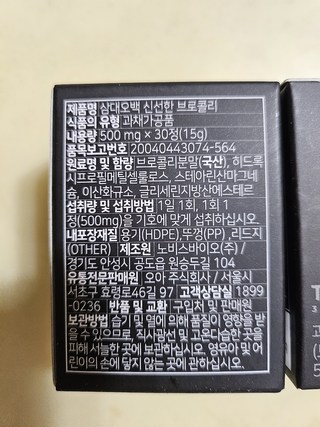 제품명 삼대오백 신선한 브로콜리
식품의 유형 과채가공품
내용량 500 mg × 30정(15g)
품목보고번호 20040443074-564
원료명 및 함량 브로콜리분말(국산), 히드록
시프로필메틸셀룰로스, 스테아린산마그네
슘, 이산화규소, 글리세린지방산에스테르
섭취량 및 섭취방법 1일 1회, 1회 1
정(500mg)을 기호에 맞게 섭취하십시오.
내포장재질 용기(HDPE),뚜껑(PP), 리드지
(OTHER) 제조원 노비스바이오(주) /
경기도 안성시 공도읍 원승두길 104
유통전문판매원 오아 주식회사 / 서울시
서초구 효령로46길 97 고객상담실 1899
-0236 반품 및 교환 구입처 및 판매원
보관방법 습기 및 열에 의해 품질이 영향을 받
을 수 있으므로 직사광선 및 고온다습한 곳을
피해 서늘한 곳에 보관하십시오. 영유아 및 어
린이의 손에 닿지 않는 곳에 보관하십시오.
T
3
과
5